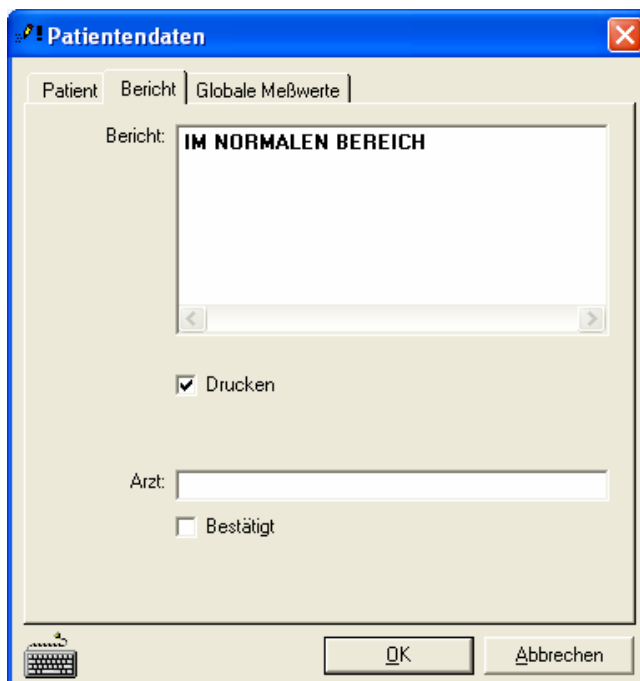 Patientendaten
Patient Bericht Globale Meßwerte
Bericht: IM NORMALEN BEREICH
Drucken
Arzt:
Bestätigt
OK Abbrechen